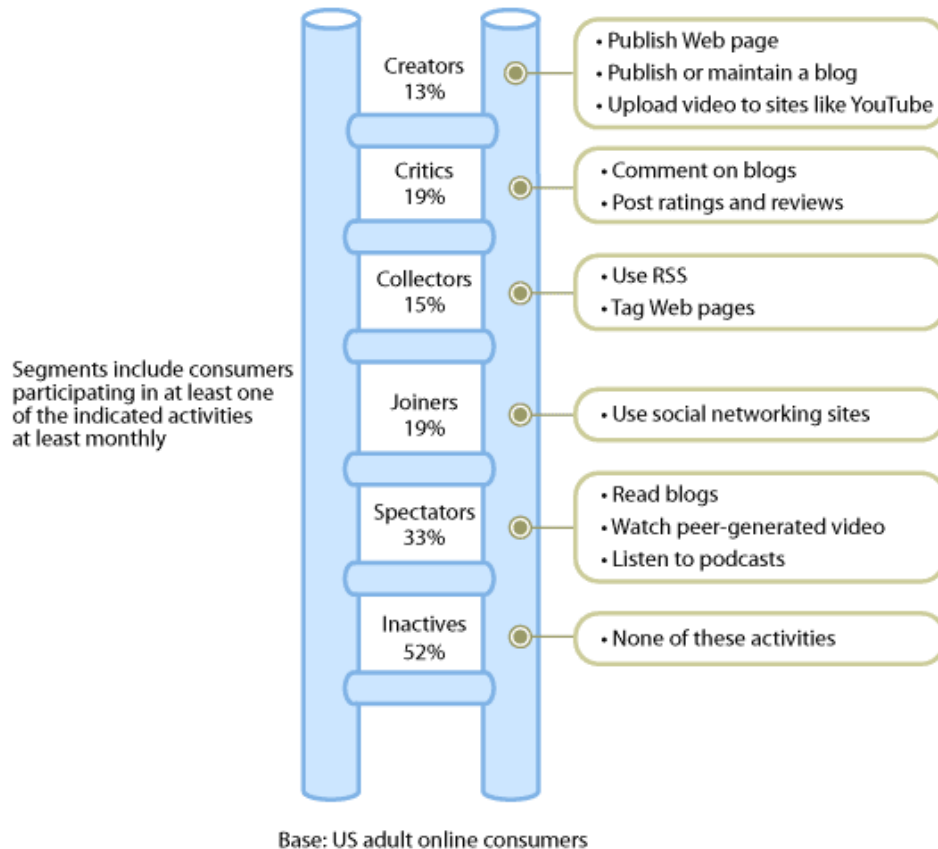 Creators
13%
• Publish Web page
• Publish or maintain a blog
• Upload video to sites like YouTube
Critics
19%
• Comment on blogs
• Post ratings and reviews
Collectors
15%
• Use RSS
• Tag Web pages
Segments include consumers
participating in at least one
of the indicated activities
at least monthly
Joiners
19%
• Use social networking sites
Spectators
33%
• Read blogs
• Watch peer-generated video
• Listen to podcasts
Inactives
52%
• None of these activities
Base: US adult online consumers